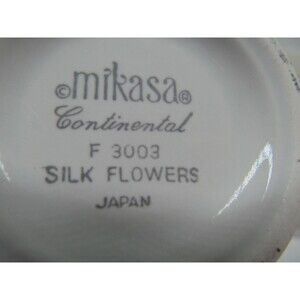 ©mikasa®
Continental
F 3003
SILK FLOWERS
JAPAN